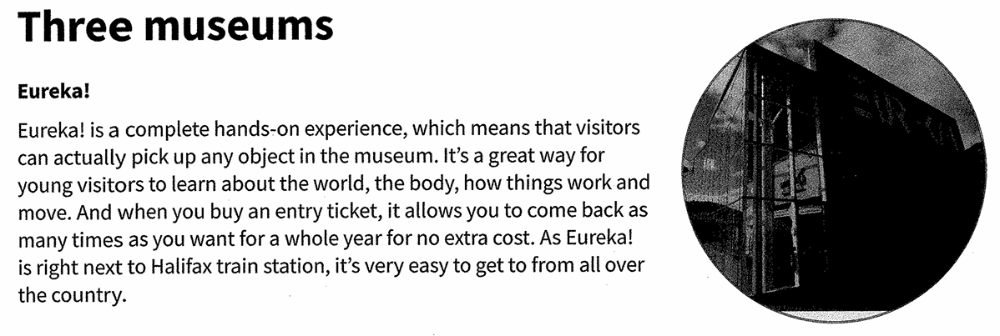 Three museums
Eureka!
Eureka! is a complete hands-on experience, which means that visitors
can actually pick up any object in the museum. It's a great way for
young visitors to learn about the world, the body, how things work and
move. And when you buy an entry ticket, it allows you to come back as
many times as you want for a whole year for no extra cost. As Eureka!
is right next to Halifax train station, it's very easy to get to from all over
the country.